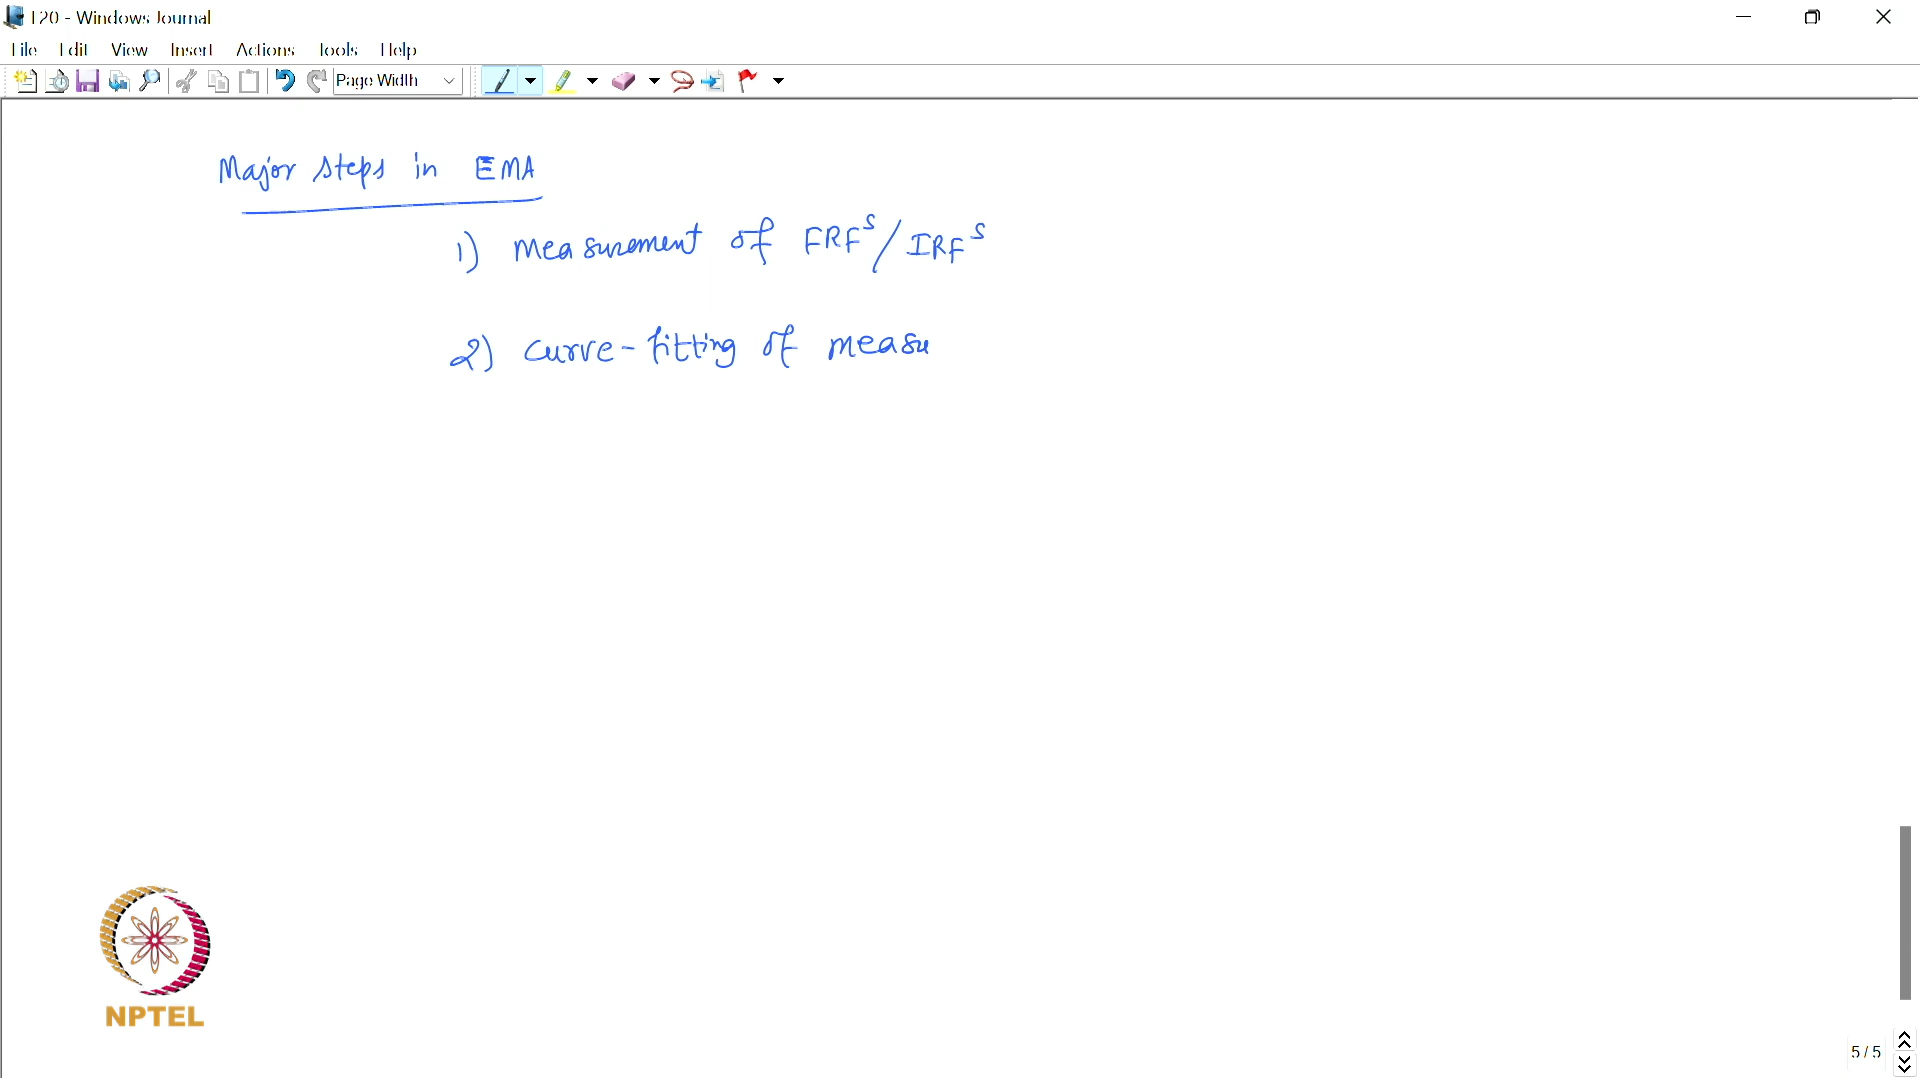 L20 - Windows Journal
File Edit View Insert Actions Tools Help
Page Width
Major steps in EMA
1) Measurement of FRFs/IRFs
2) curve-fitting of measu
NPTEL
5 / 5